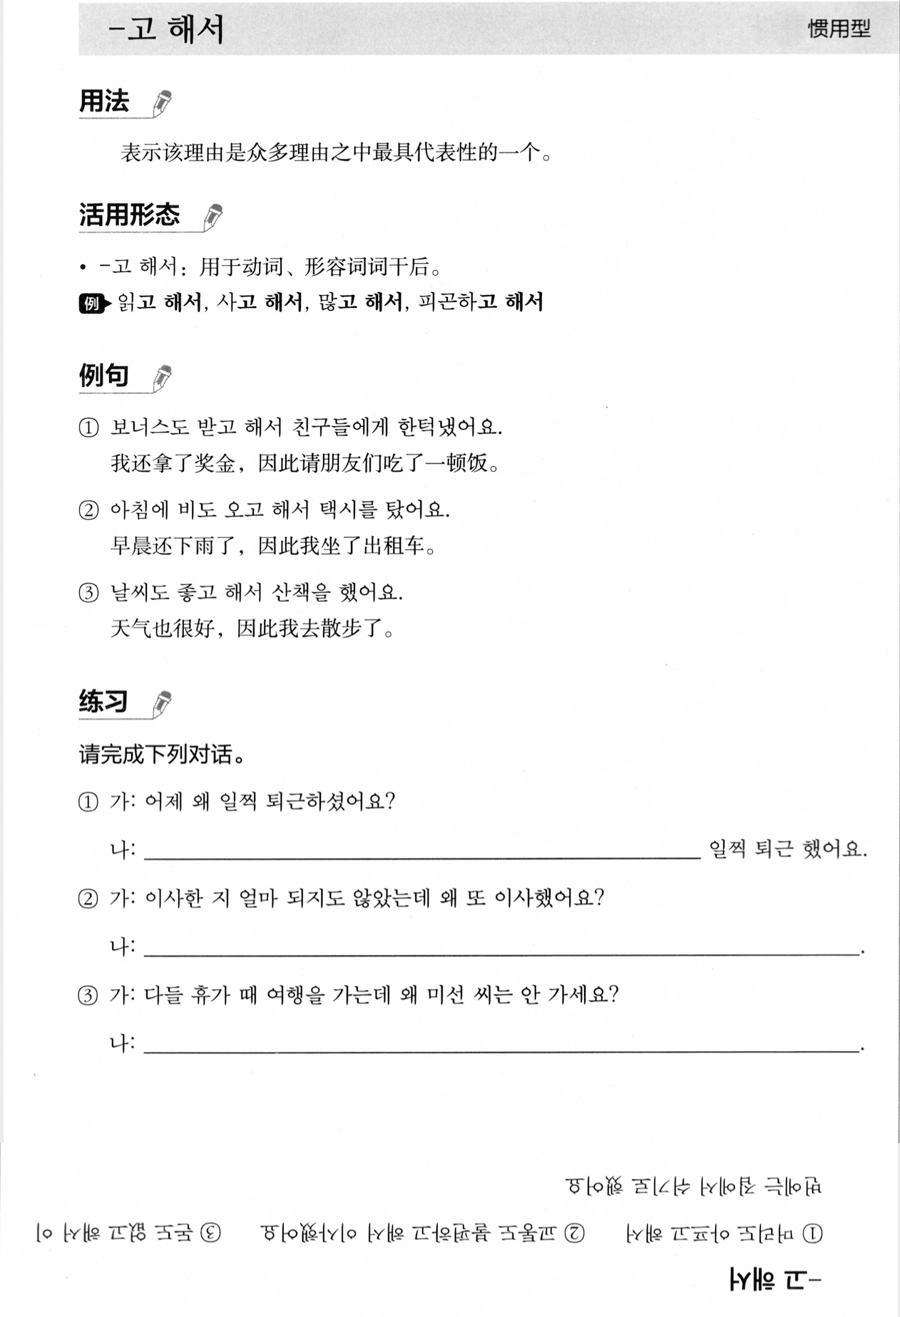 -고 해서
惯用型
用法
表示该理由是众多理由之中最具代表性的一个。
活用形态
• -고 해서: 用于动词、形容词词干后。
例 읽고 해서, 사고 해서, 많고 해서, 피곤하고 해서
例句
① 보너스도 받고 해서 친구들에게 한턱냈어요.
我还拿了奖金，因此请朋友们吃了一顿饭。
② 아침에 비도 오고 해서 택시를 탔어요.
早晨还下雨了，因此我坐了出租车。
③ 날씨도 좋고 해서 산책을 했어요.
天气也很好，因此我去散步了。
练习
请完成下列对话。
① 가: 어제 왜 일찍 퇴근하셨어요?
나: ______ 일찍 퇴근 했어요.
② 가: 이사한 지 얼마 되지도 않았는데 왜 또 이사했어요?
나: ______.
③ 가: 다들 휴가 때 여행을 가는데 왜 미선 씨는 안 가세요?
나: ______.
-고 해서
① 머리도 아프고 해서 ② 교통도 불편하고 해서 이사했어요 ③ 돈도 없고 해서 이
번에는 집에서 쉬기로 했어요